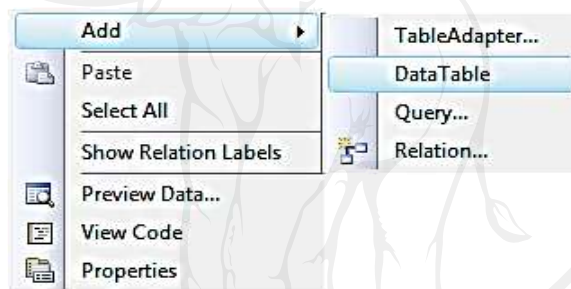 Add
Paste
Select All
Show Relation Labels
Preview Data...
View Code
Properties
TableAdapter...
DataTable
Query...
Relation...